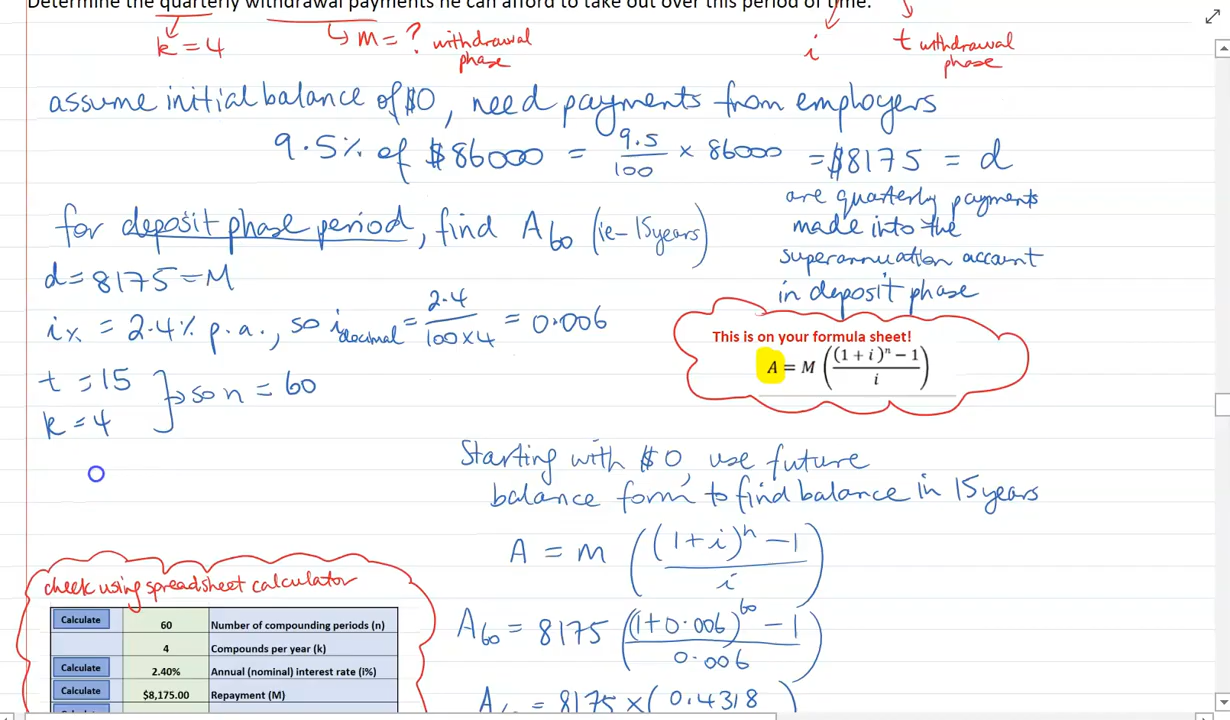 Determine the quarterly withdrawal payments he can afford to take out over this period of time.
k = 4
m = ? withdrawal phase
i
t withdrawal phase
assume initial balance of $0, need payments from employers
9.5% of $86000 = 9.5/100 × 86000 = $8175 = d
are quarterly payments
made into the
superannuation account
in deposit phase
for deposit phase period, find A60 (ie-15years)
d = 8175 = M
ix = 2.4% p.a., so i decimal = 2.4/100×4 = 0.006
t = 15
k = 4
so n = 60
This is on your formula sheet!
A = M ( ((1 + i)^n − 1) / i )
Starting with $0, use future
balance form to find balance in 15years
A = m ( ((1+i)^n − 1) / i )
A60 = 8175 ( ((1+0.006)^60 − 1) / 0.006 )
= 8175 × ( 0.4318
check using spreadsheet calculator
Calculate 60 Number of compounding periods (n)
4 Compounds per year (k)
Calculate 2.40% Annual (nominal) interest rate (i%)
Calculate $8,175.00 Repayment (M)